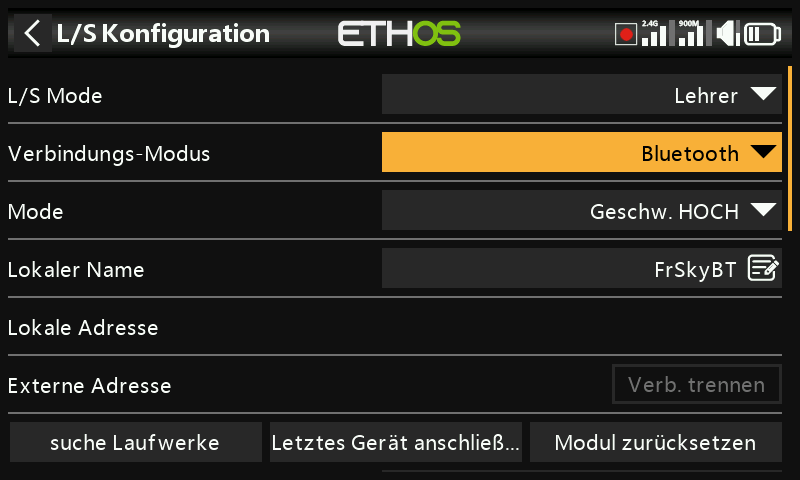 L/S Konfiguration
ETHOS
2.4G
900M
L/S Mode
Lehrer
Verbindungs-Modus
Bluetooth
Mode
Geschw. HOCH
Lokaler Name
FrSkyBT
Lokale Adresse
Externe Adresse
Verb. trennen
suche Laufwerke
Letztes Gerät anschließ...
Modul zurücksetzen